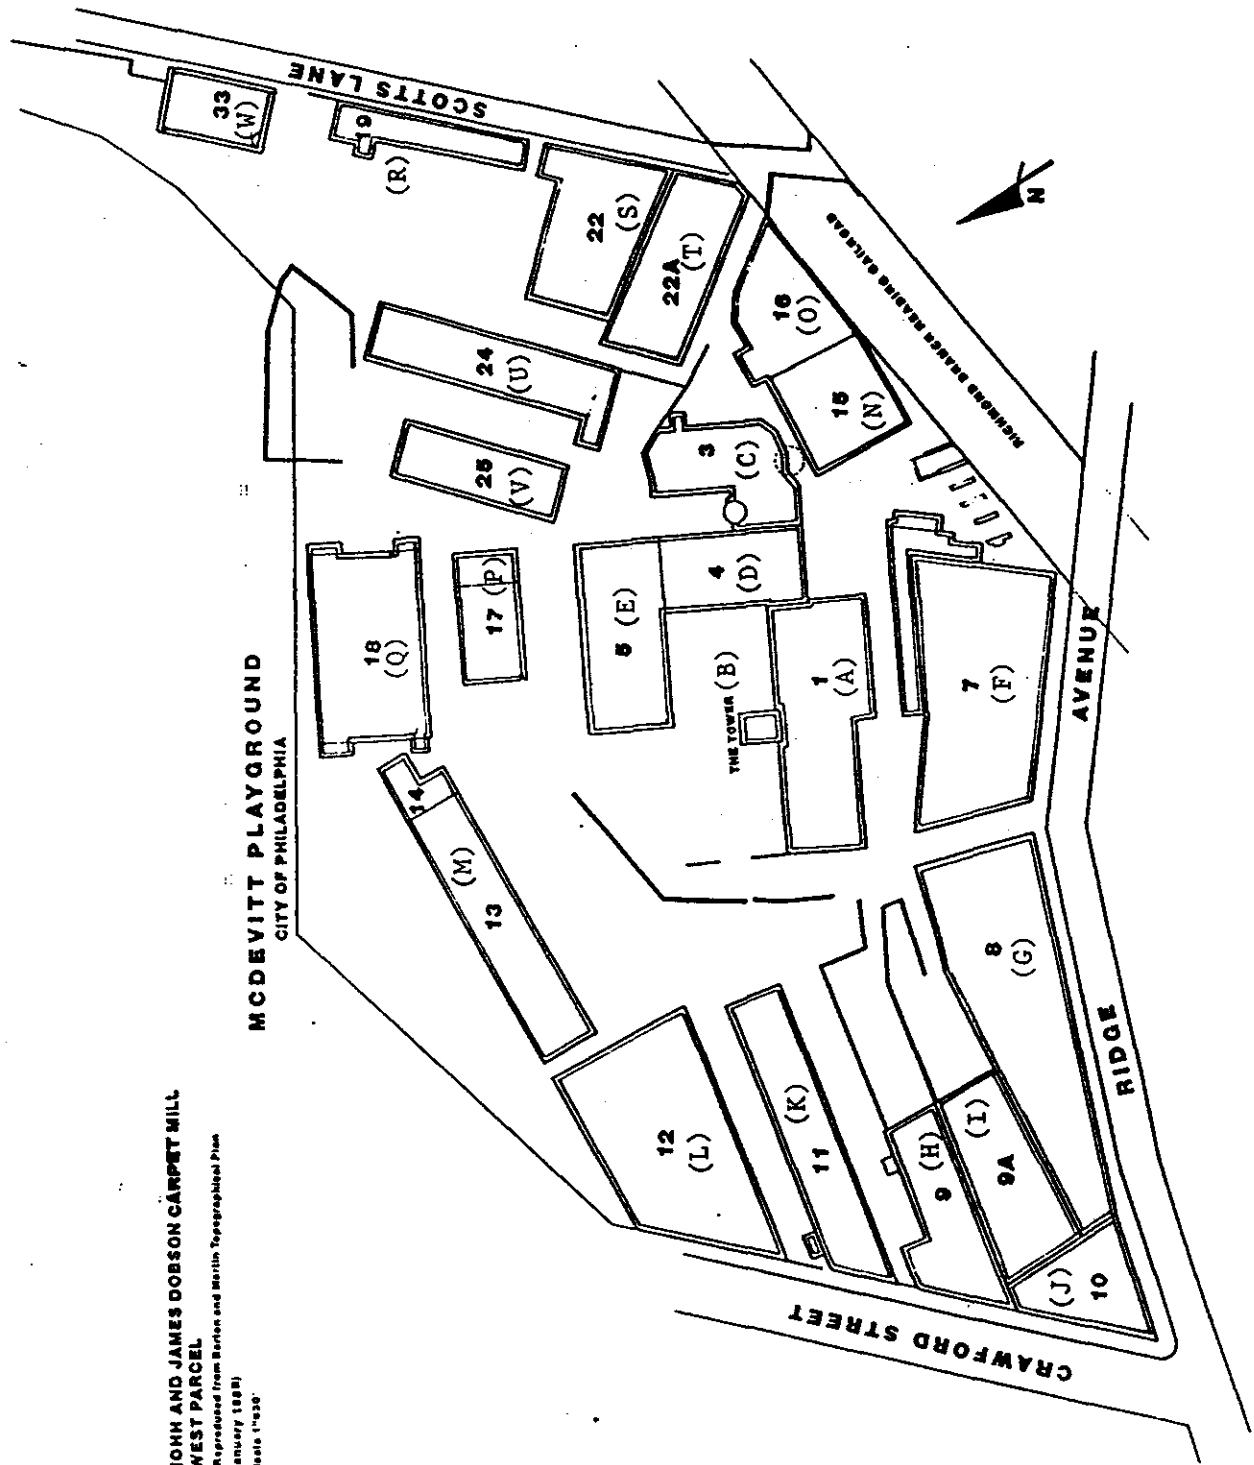 JOHN AND JAMES DOBSON CARPET MILL
WEST PARCEL
Reproduced from Barton and Martin Topographical Plan
MCDEVITT PLAYGROUND
CITY OF PHILADELPHIA
SCOTTS LANE
RICHMOND BRANCH READING RAILROAD
RIDGE AVENUE
CRAWFORD STREET
N
33
(W)
19
(R)
22
(S)
22A
(T)
16
(O)
15
(N)
24
(U)
25
(V)
3
(C)
18
(Q)
17 (P)
5 (E)
4
(D)
THE TOWER (B)
1
(A)
7
(F)
14
(M)
13
8
(G)
12
(L)
(K)
11
(H)
9
(I)
9A
(J)
10